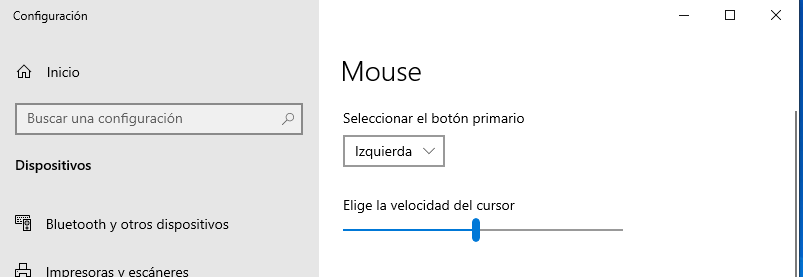 Configuración
Inicio
Buscar una configuración
Dispositivos
Bluetooth y otros dispositivos
Impresoras y escáneres
Mouse
Seleccionar el botón primario
Izquierda
Elige la velocidad del cursor